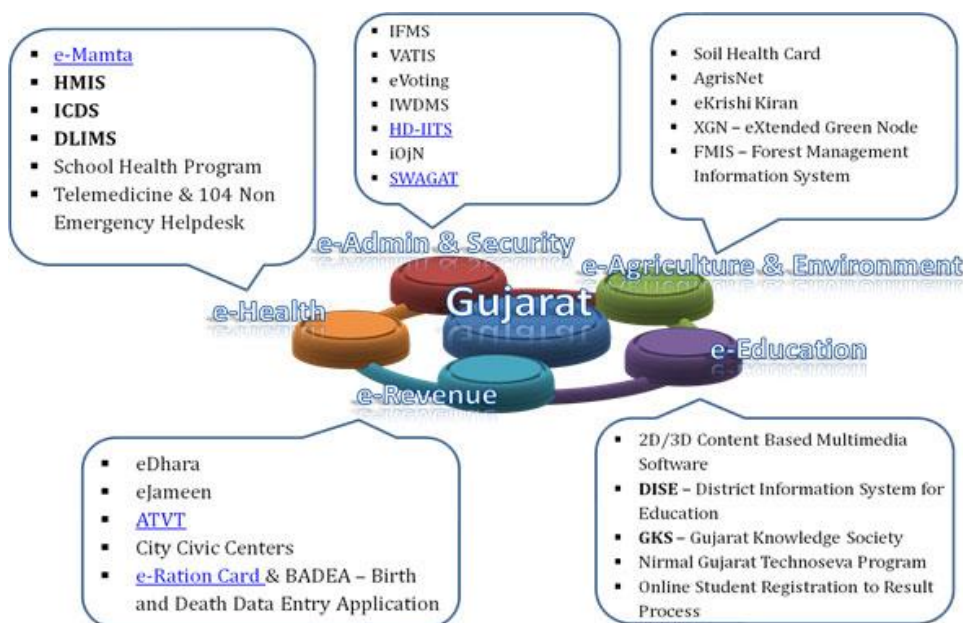 ▪ e-Mamta
▪ HMIS
▪ ICDS
▪ DLIMS
▪ School Health Program
▪ Telemedicine & 104 Non
Emergency Helpdesk
▪ IFMS
▪ VATIS
▪ eVoting
▪ IWDMS
▪ HD-IITS
▪ iOjN
▪ SWAGAT
▪ Soil Health Card
▪ AgrisNet
▪ eKrishi Kiran
▪ XGN – eXtended Green Node
▪ FMIS – Forest Management
Information System
e-Admin & Security
e-Agriculture & Environment
e-Health
Gujarat
e-Education
e-Revenue
▪ eDhara
▪ eJameen
▪ ATVT
▪ City Civic Centers
▪ e-Ration Card & BADEA – Birth
and Death Data Entry Application
▪ 2D/3D Content Based Multimedia
Software
▪ DISE – District Information System for
Education
▪ GKS – Gujarat Knowledge Society
▪ Nirmal Gujarat Technoseva Program
▪ Online Student Registration to Result
Process